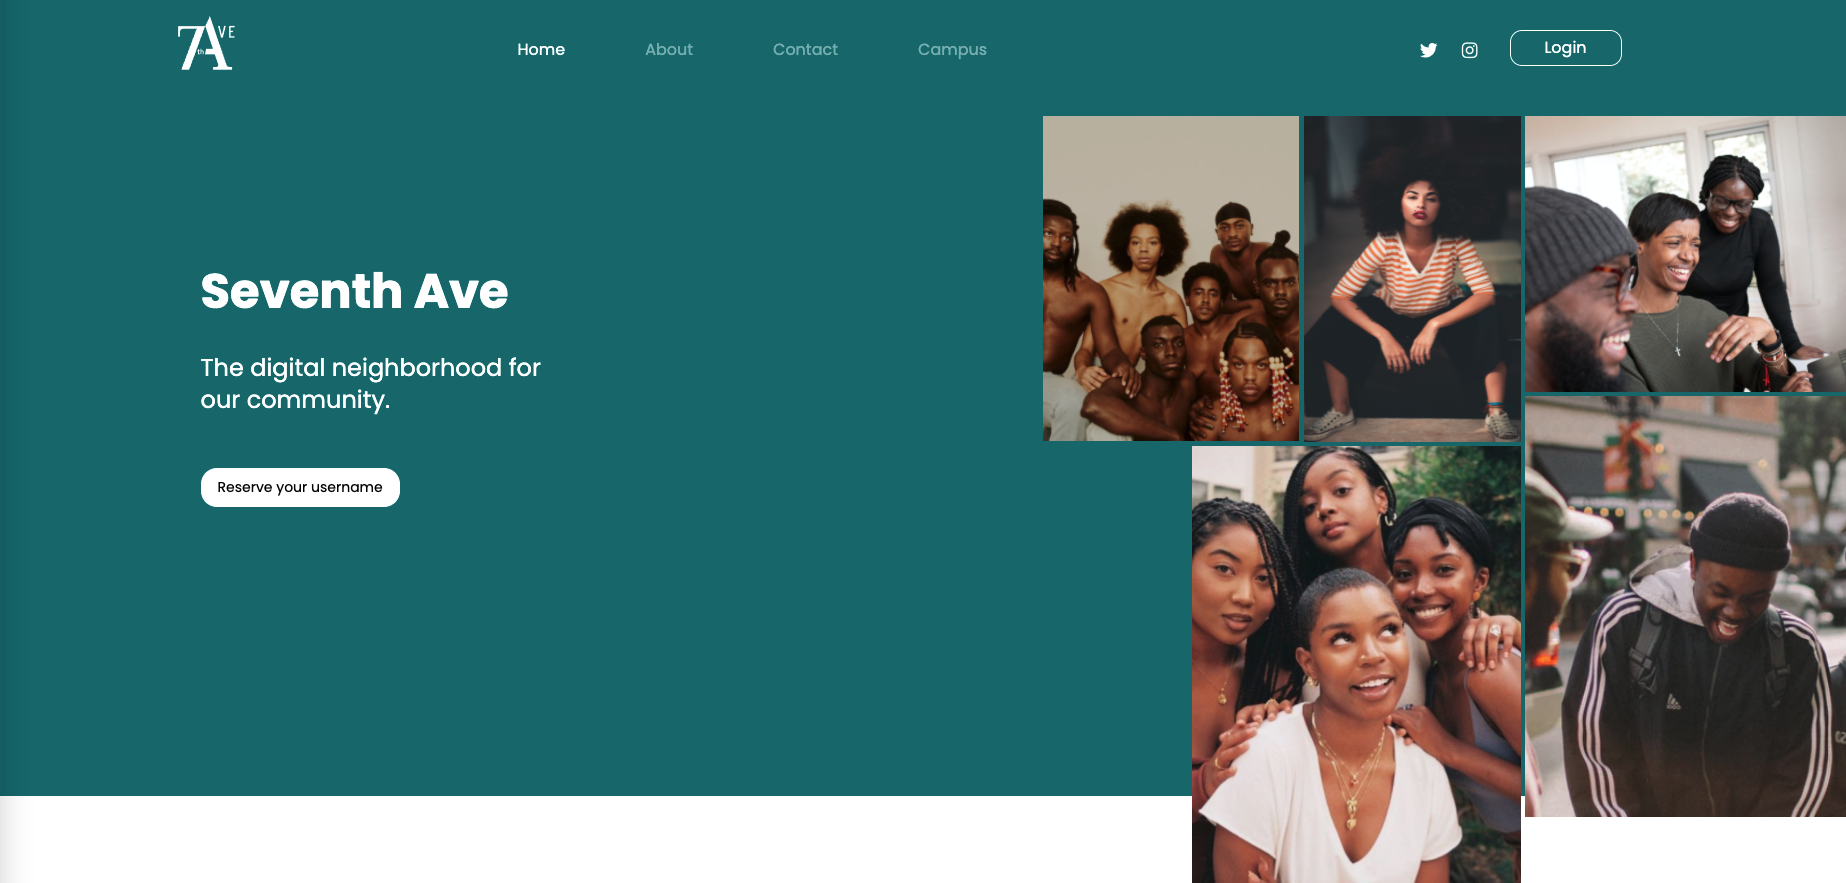 7th AVE
Home
About
Contact
Campus
Login
Seventh Ave
The digital neighborhood for
our community.
Reserve your username